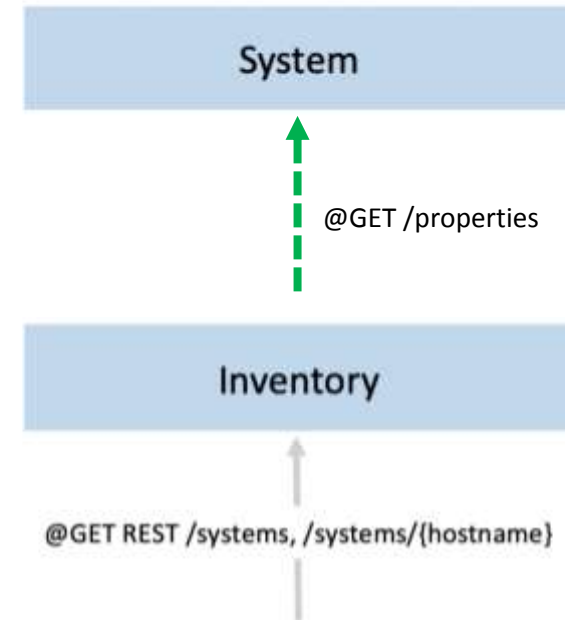 System
@GET /properties
Inventory
@GET REST /systems, /systems/{hostname}